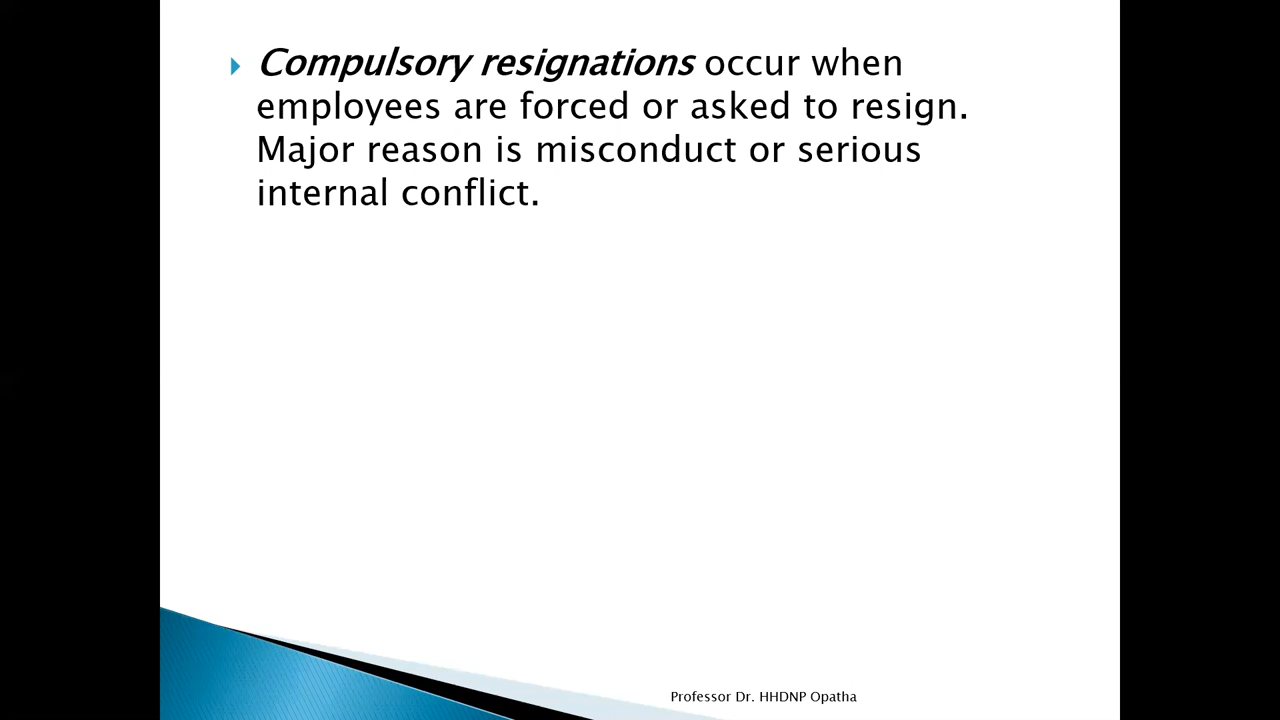 Compulsory resignations occur when
employees are forced or asked to resign.
Major reason is misconduct or serious
internal conflict.
Professor Dr. HHDNP Opatha